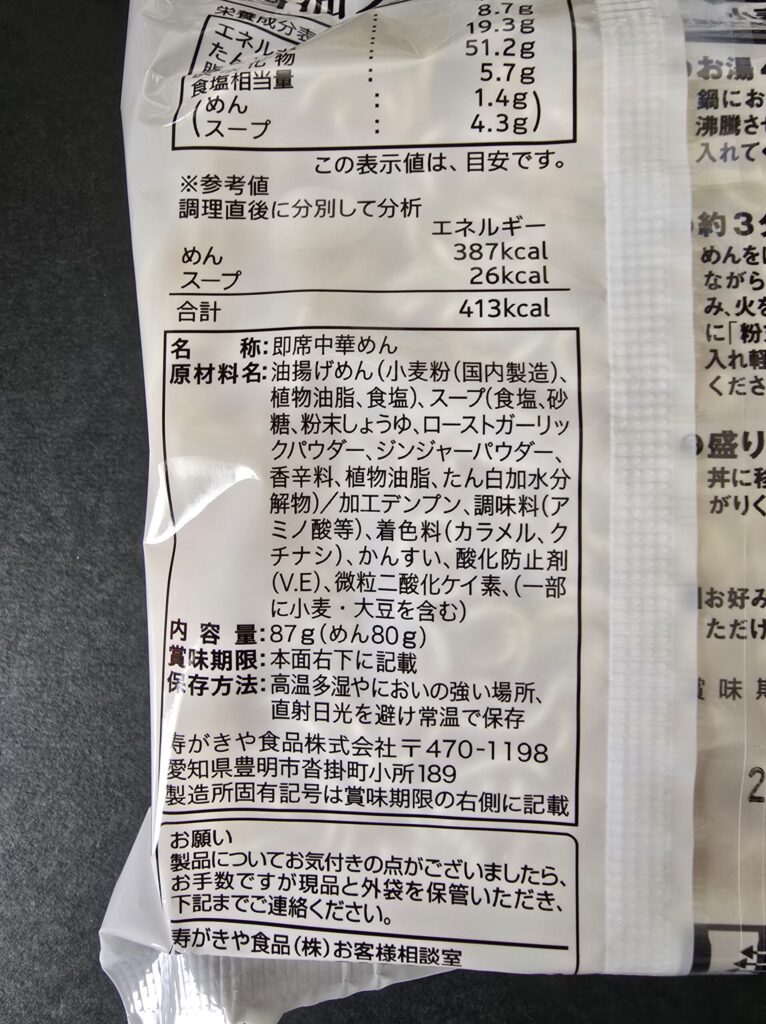 栄養成分表
エネル
たん 物 8.7g
脂 化 19.3g
51.2g
食塩相当量 : 5.7g
(めん : 1.4g)
(スープ : 4.3g)
この表示値は、目安です。
※参考値
調理直後に分別して分析
エネルギー
めん 387kcal
スープ 26kcal
合計 413kcal
名 称:即席中華めん
原材料名:油揚げめん(小麦粉(国内製造)、
植物油脂、食塩)、スープ(食塩、砂
糖、粉末しょうゆ、ローストガーリッ
クパウダー、ジンジャーパウダー、
香辛料、植物油脂、たん白加水分
解物)/加工デンプン、調味料(ア
ミノ酸等)、着色料(カラメル、ク
チナシ)、かんすい、酸化防止剤
(V.E)、微粒二酸化ケイ素、(一部
に小麦・大豆を含む)
内容量:87g(めん80g)
賞味期限:本面右下に記載
保存方法:高温多湿やにおいの強い場所、
直射日光を避け常温で保存
寿がきや食品株式会社〒470-1198
愛知県豊明市沓掛町小所189
製造所固有記号は賞味期限の右側に記載
お願い
製品についてお気付きの点がございましたら、
お手数ですが現品と外袋を保管いただき、
下記までご連絡ください。
寿がきや食品(株)お客様相談室
お湯
鍋にお
沸騰させ
入れてく
約3分
めんを
ながら
み、火を
に「粉
入れ軽
くださ
盛り
丼に移
がりく
お好み
ただけ
賞味期
2